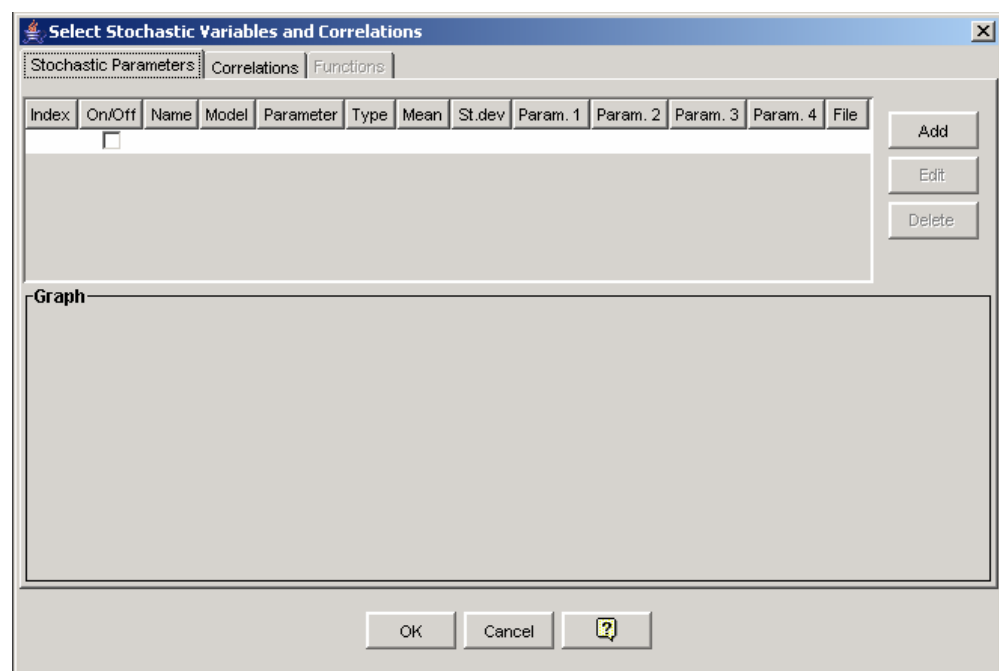 Select Stochastic Variables and Correlations
Stochastic Parameters Correlations Functions
Index On/Off Name Model Parameter Type Mean St.dev Param. 1 Param. 2 Param. 3 Param. 4 File
Add
Edit
Delete
Graph
OK Cancel ?